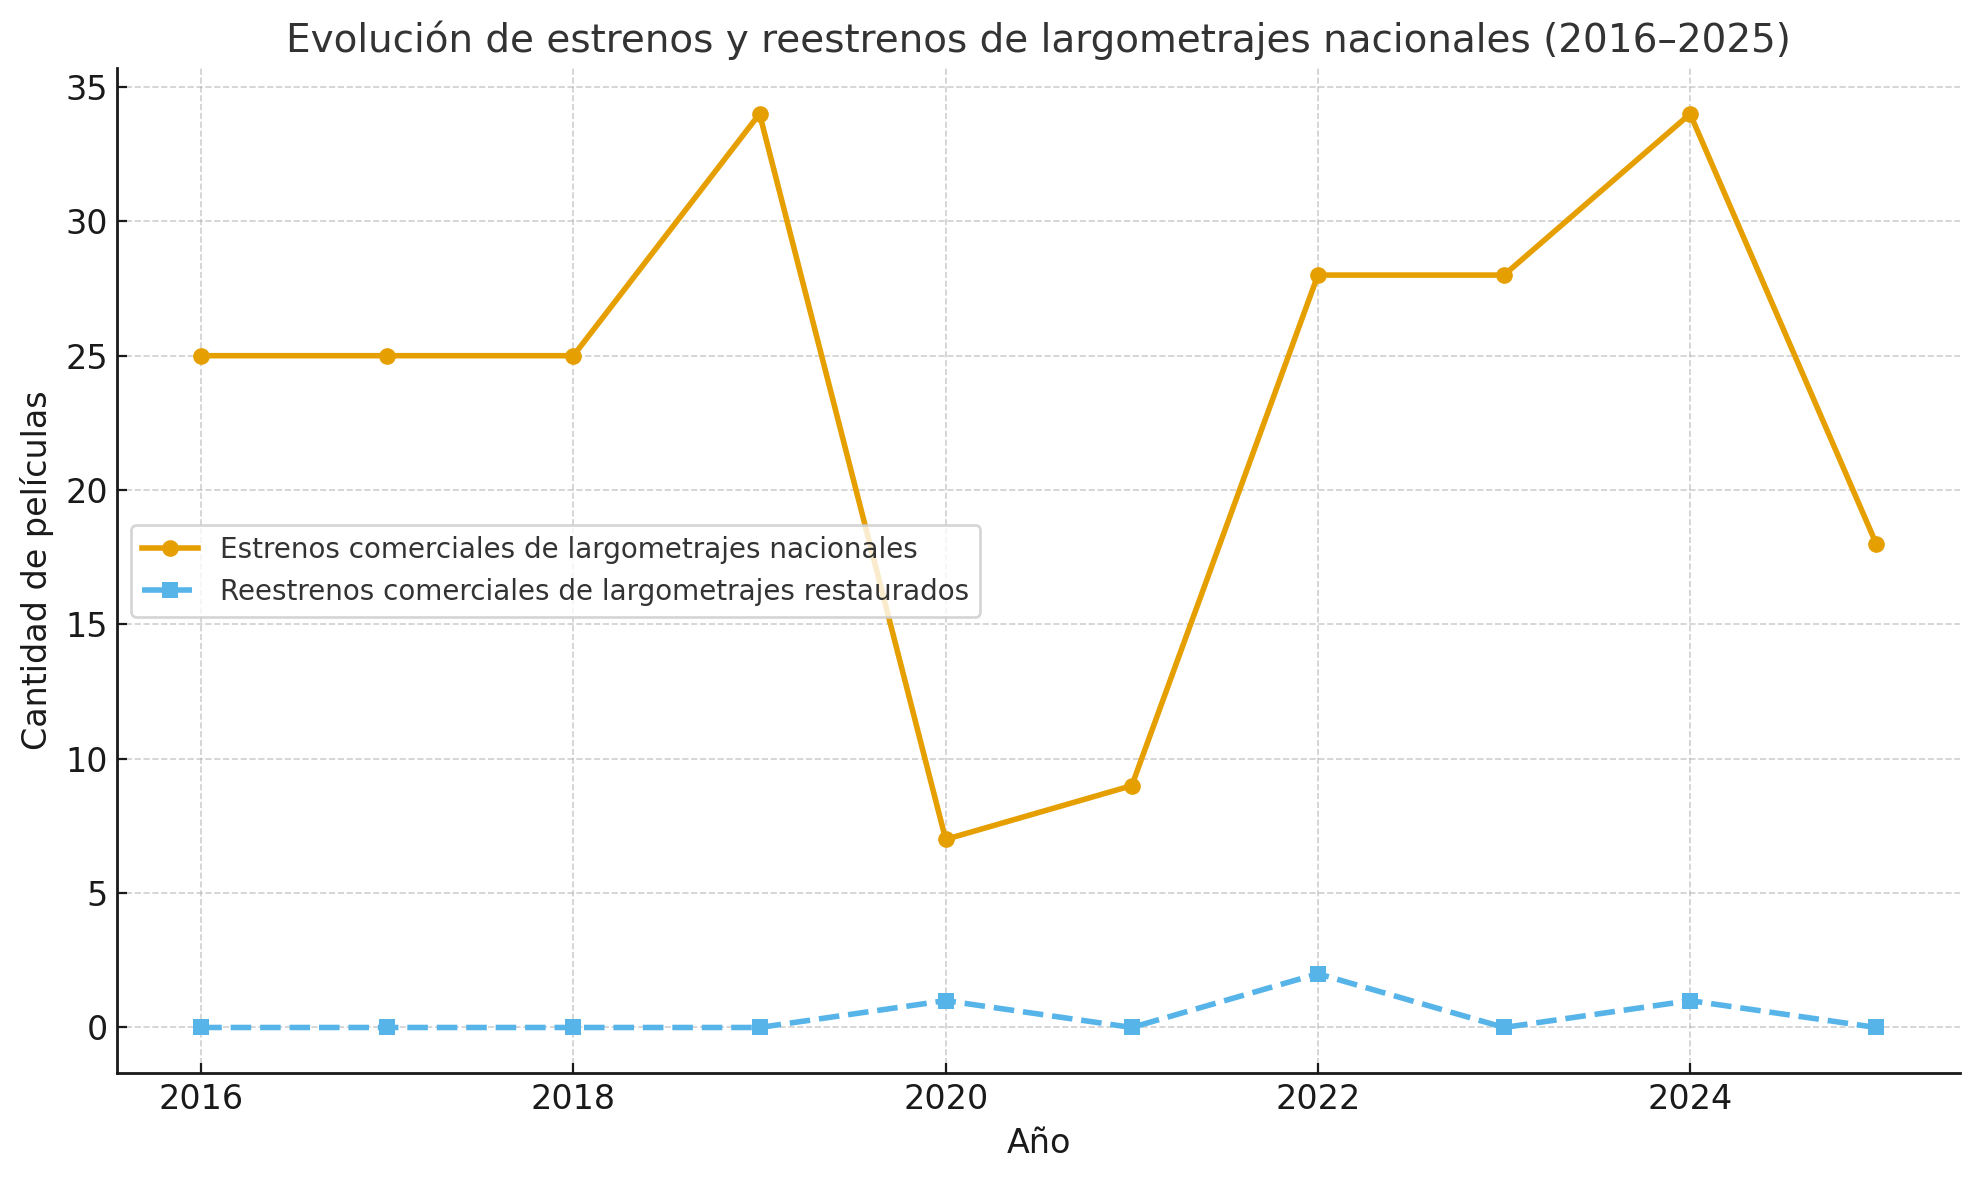 Evolución de estrenos y reestrenos de largometrajes nacionales (2016–2025)
Cantidad de películas
35
30
25
20
15
10
5
0
Estrenos comerciales de largometrajes nacionales
Reestrenos comerciales de largometrajes restaurados
2016 2018 2020 2022 2024
Año